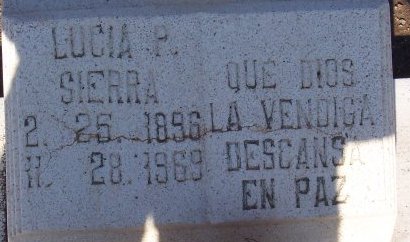 LUCIA P.
SIERRA
2. 25. 1896
11. 28. 1969
QUE DIOS
LA VENDIGA
DESCANSA
EN PAZ